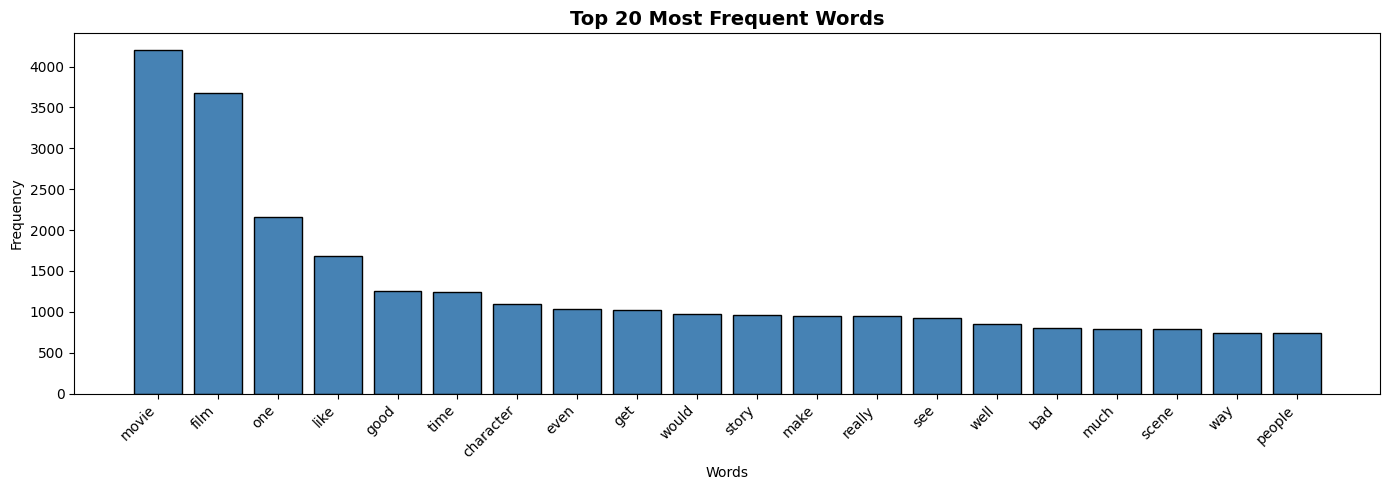 Top 20 Most Frequent Words
Frequency
4000
3500
3000
2500
2000
1500
1000
500
0
movie film one like good time character even get would story make really see well bad much scene way people
Words